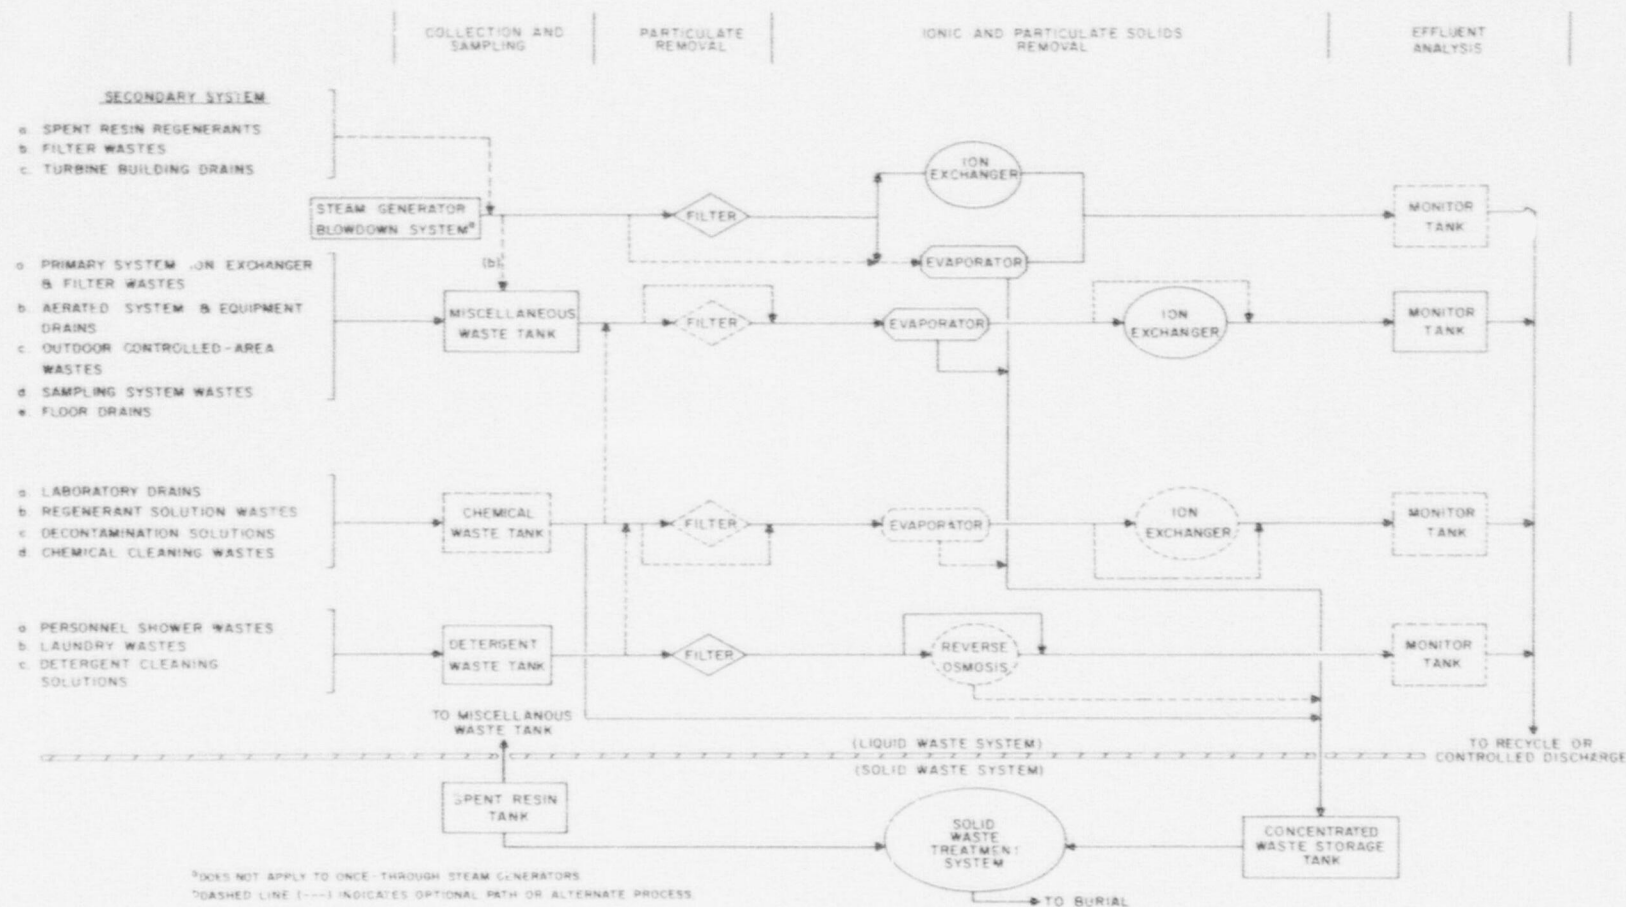 COLLECTION AND
SAMPLING
PARTICULATE
REMOVAL
IONIC AND PARTICULATE SOLIDS
REMOVAL
EFFLUENT
ANALYSIS
SECONDARY SYSTEM
a. SPENT RESIN REGENERANTS
b. FILTER WASTES
c. TURBINE BUILDING DRAINS
STEAM GENERATOR
BLOWDOWN SYSTEMᵃ
FILTER
ION
EXCHANGER
EVAPORATOR
MONITOR
TANK
a. PRIMARY SYSTEM ION EXCHANGER
& FILTER WASTES
b. AERATED SYSTEM & EQUIPMENT
DRAINS
c. OUTDOOR CONTROLLED-AREA
WASTES
d. SAMPLING SYSTEM WASTES
e. FLOOR DRAINS
(b)
MISCELLANEOUS
WASTE TANK
FILTER
EVAPORATOR
ION
EXCHANGER
MONITOR
TANK
a. LABORATORY DRAINS
b. REGENERANT SOLUTION WASTES
c. DECONTAMINATION SOLUTIONS
d. CHEMICAL CLEANING WASTES
CHEMICAL
WASTE TANK
FILTER
EVAPORATOR
ION
EXCHANGER
MONITOR
TANK
a. PERSONNEL SHOWER WASTES
b. LAUNDRY WASTES
c. DETERGENT CLEANING
SOLUTIONS
DETERGENT
WASTE TANK
FILTER
REVERSE
OSMOSIS
MONITOR
TANK
TO MISCELLANOUS
WASTE TANK
(LIQUID WASTE SYSTEM)
(SOLID WASTE SYSTEM)
TO RECYCLE OR
CONTROLLED DISCHARGE
SPENT RESIN
TANK
SOLID
WASTE
TREATMENT
SYSTEM
CONCENTRATED
WASTE STORAGE
TANK
TO BURIAL
ᵃDOES NOT APPLY TO ONCE-THROUGH STEAM GENERATORS
ᵇDASHED LINE (---) INDICATES OPTIONAL PATH OR ALTERNATE PROCESS.